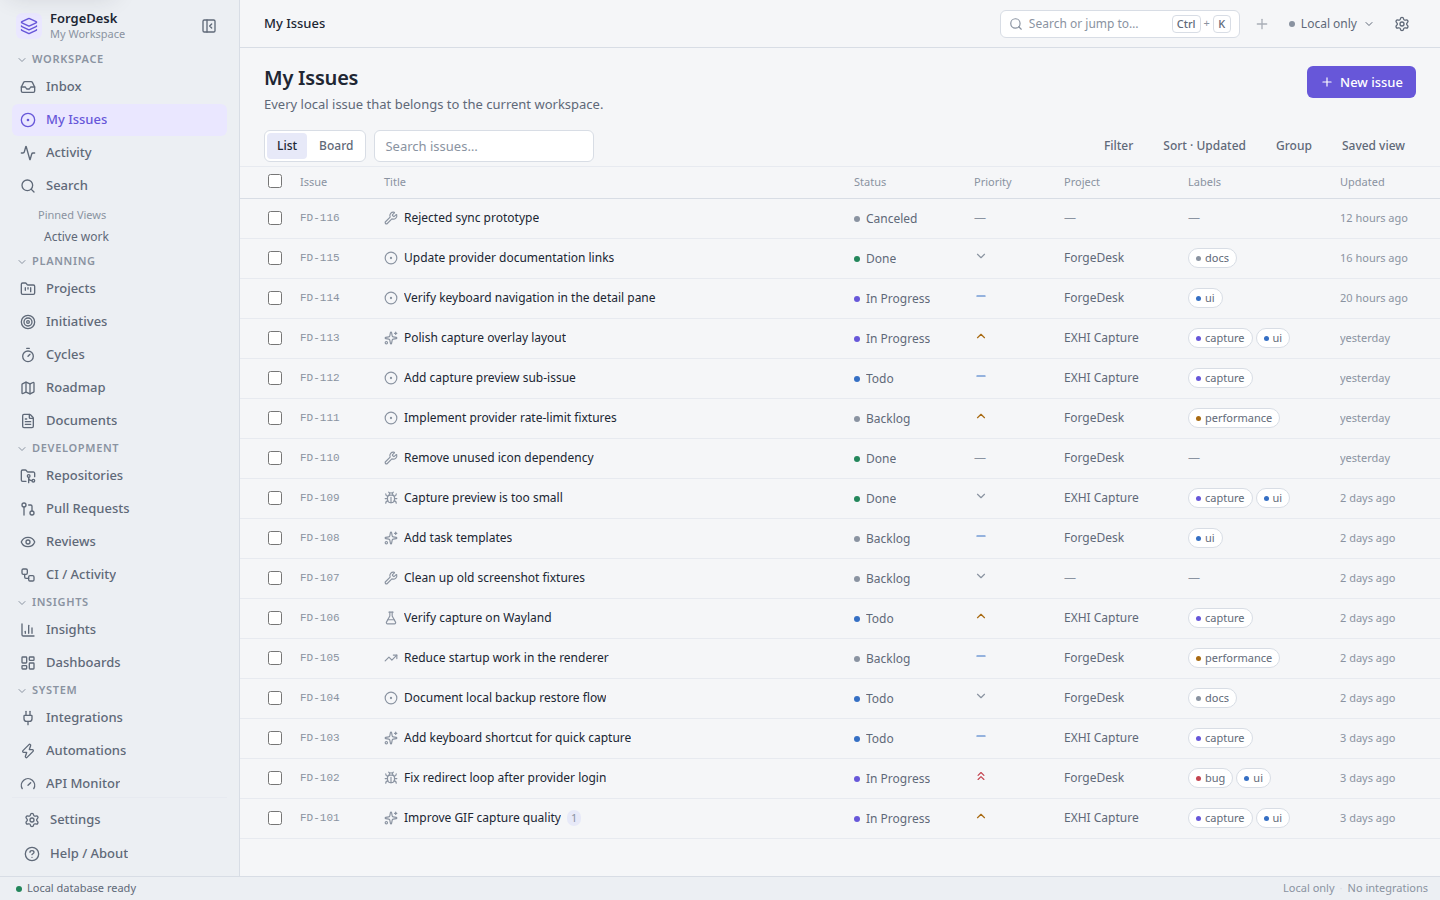 ForgeDesk
My Workspace
WORKSPACE
Inbox
My Issues
Activity
Search
Pinned Views
Active work
PLANNING
Projects
Initiatives
Cycles
Roadmap
Documents
DEVELOPMENT
Repositories
Pull Requests
Reviews
CI / Activity
INSIGHTS
Insights
Dashboards
SYSTEM
Integrations
Automations
API Monitor
Settings
Help / About
My Issues
Search or jump to... Ctrl + K
Local only
My Issues
Every local issue that belongs to the current workspace.
New issue
List Board Search issues... Filter Sort · Updated Group Saved view
Issue Title Status Priority Project Labels Updated
FD-116 Rejected sync prototype Canceled — — — 12 hours ago
FD-115 Update provider documentation links Done ForgeDesk docs 16 hours ago
FD-114 Verify keyboard navigation in the detail pane In Progress ForgeDesk ui 20 hours ago
FD-113 Polish capture overlay layout In Progress EXHI Capture capture ui yesterday
FD-112 Add capture preview sub-issue Todo EXHI Capture capture yesterday
FD-111 Implement provider rate-limit fixtures Backlog ForgeDesk performance yesterday
FD-110 Remove unused icon dependency Done — ForgeDesk — yesterday
FD-109 Capture preview is too small Done EXHI Capture capture ui 2 days ago
FD-108 Add task templates Backlog ForgeDesk ui 2 days ago
FD-107 Clean up old screenshot fixtures Backlog — — 2 days ago
FD-106 Verify capture on Wayland Todo EXHI Capture capture 2 days ago
FD-105 Reduce startup work in the renderer Backlog ForgeDesk performance 2 days ago
FD-104 Document local backup restore flow Todo ForgeDesk docs 2 days ago
FD-103 Add keyboard shortcut for quick capture Todo EXHI Capture capture 3 days ago
FD-102 Fix redirect loop after provider login In Progress ForgeDesk bug ui 3 days ago
FD-101 Improve GIF capture quality 1 In Progress EXHI Capture capture ui 3 days ago
Local database ready
Local only · No integrations